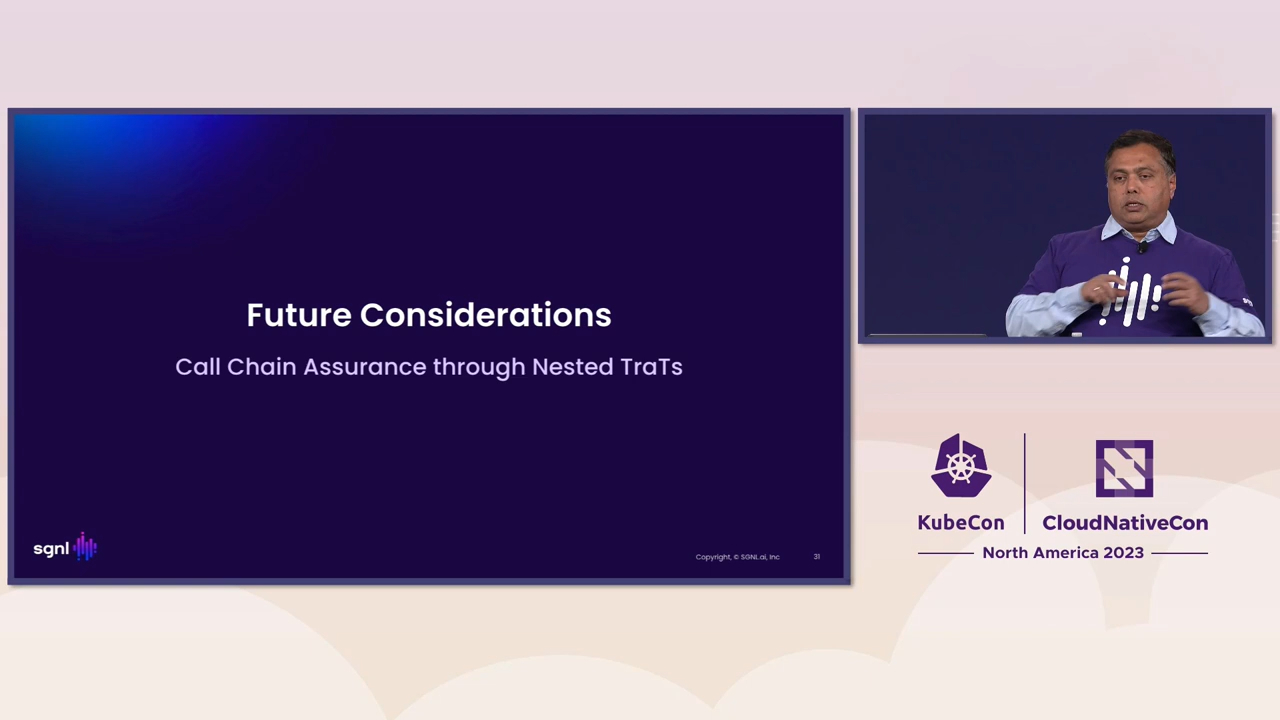 Future Considerations
Call Chain Assurance through Nested TraTs
sgnl
Copyright, © SGNL.ai, Inc
31
KubeCon
CloudNativeCon
North America 2023